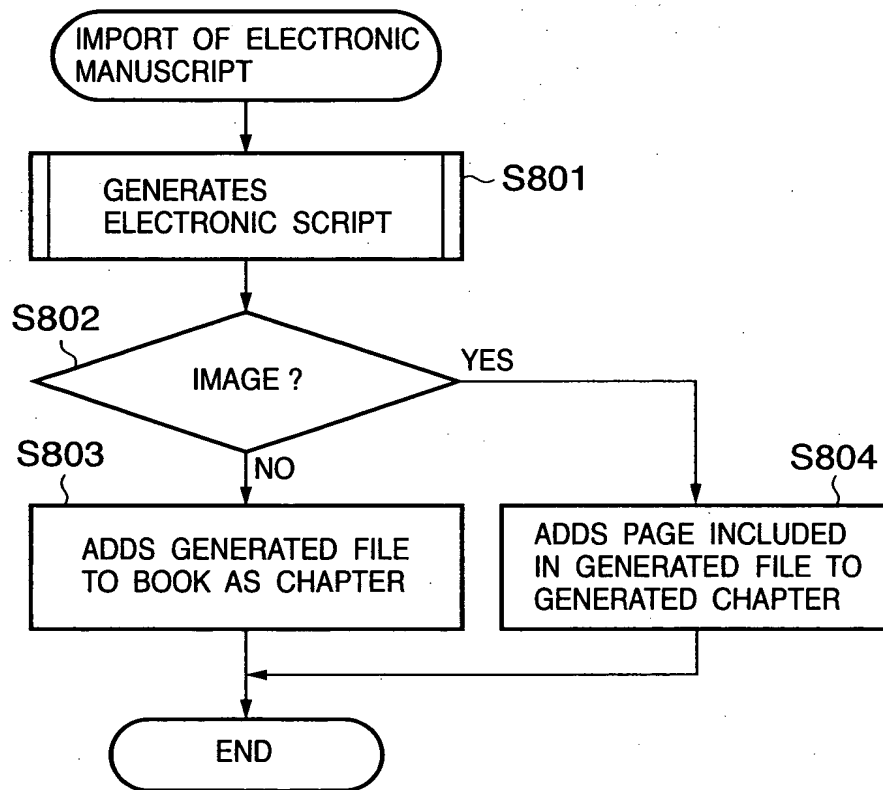 IMPORT OF ELECTRONIC
MANUSCRIPT
GENERATES
ELECTRONIC SCRIPT
S801
S802
IMAGE ?
YES
NO
S803
ADDS GENERATED FILE
TO BOOK AS CHAPTER
S804
ADDS PAGE INCLUDED
IN GENERATED FILE TO
GENERATED CHAPTER
END